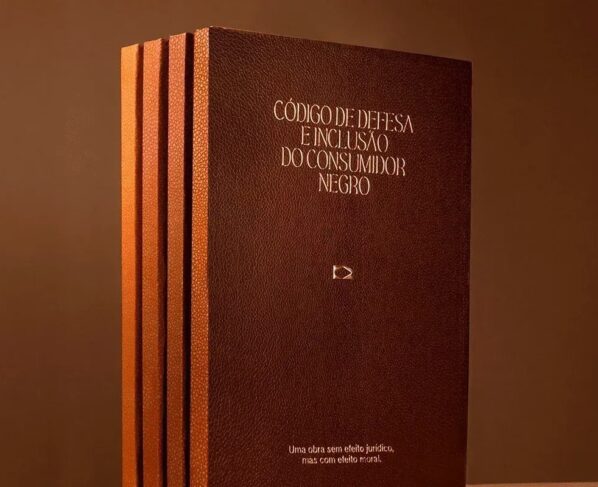 CÓDIGO DE DEFESA
E INCLUSÃO
DO CONSUMIDOR
NEGRO
Uma obra sem efeito jurídico,
mas com efeito moral.